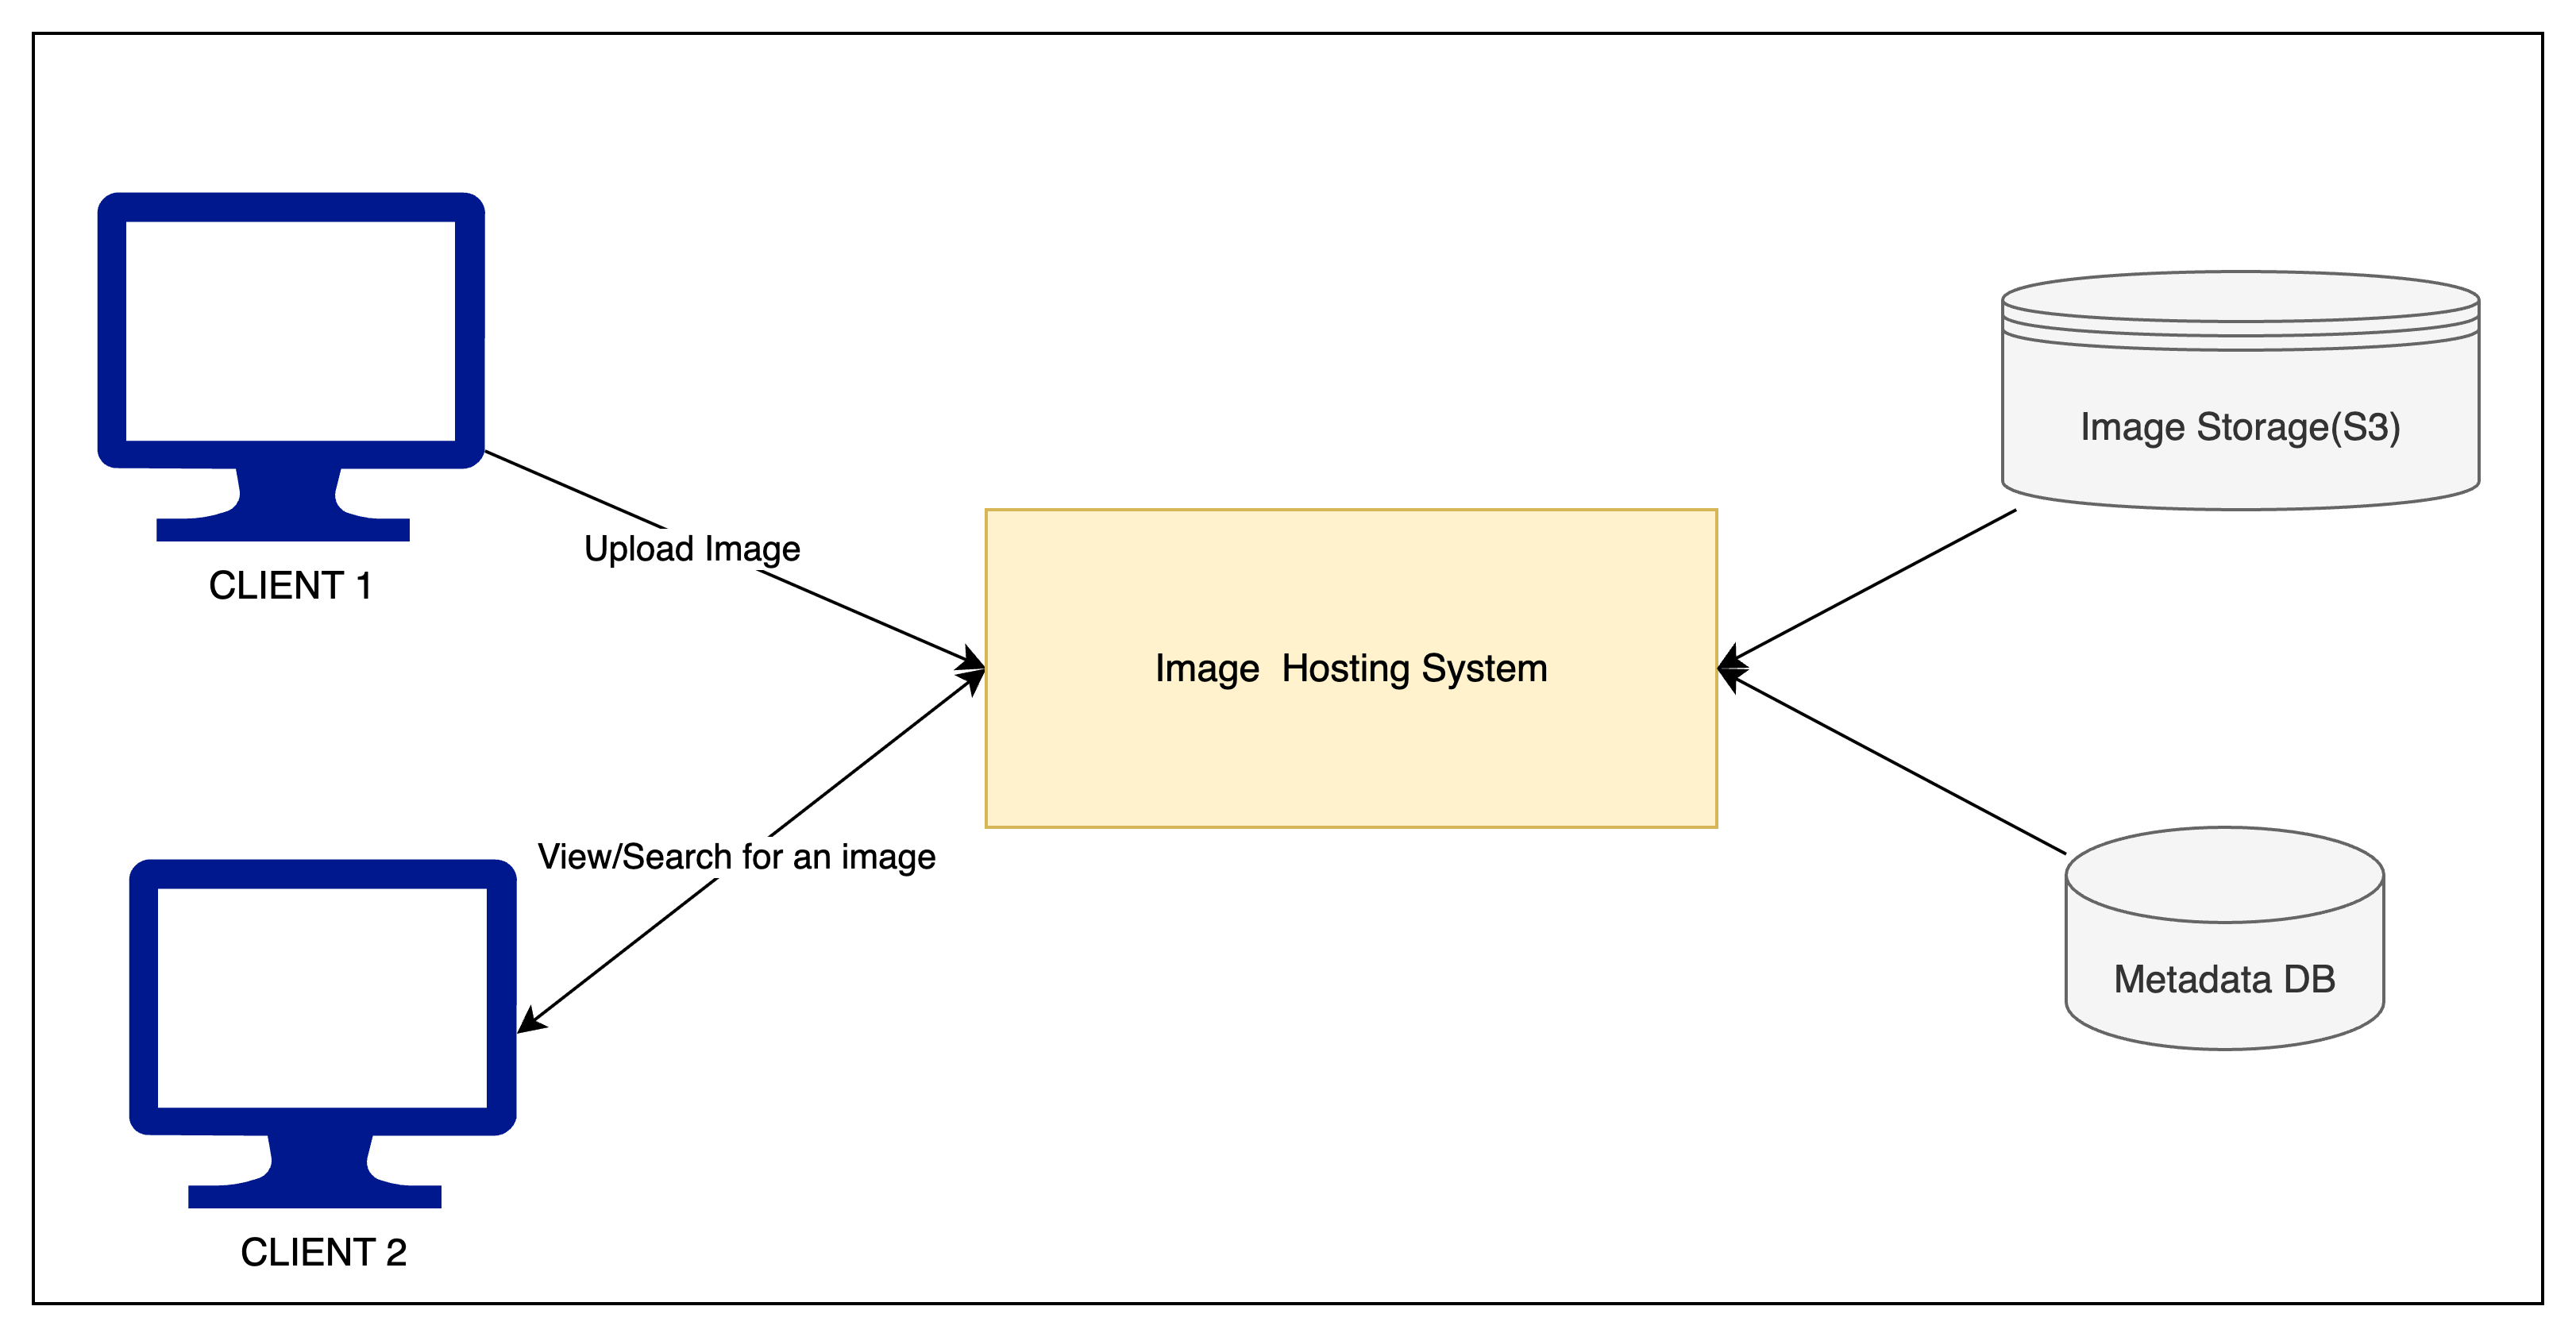 CLIENT 1
Upload Image
Image  Hosting System
Image Storage(S3)
View/Search for an image
Metadata DB
CLIENT 2